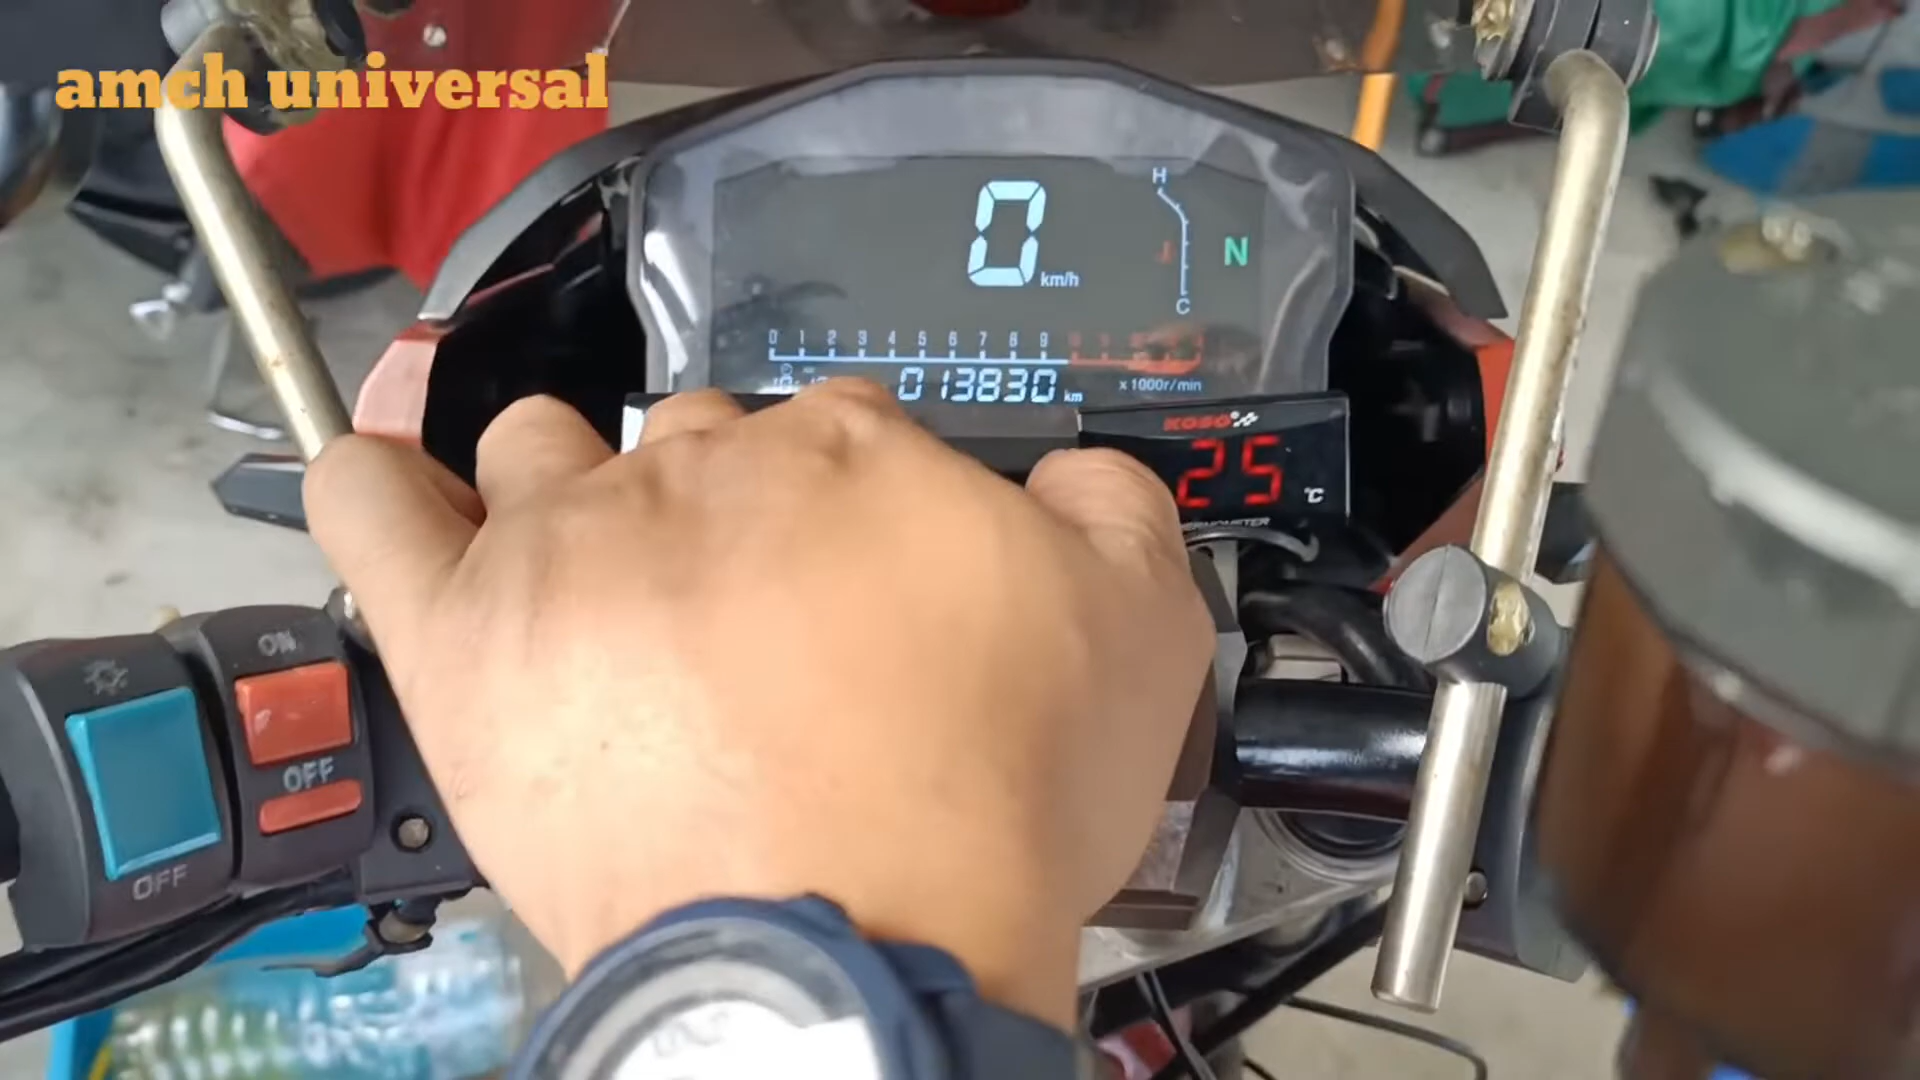 amch universal
H
0
km/h
N
C
0 1 2 3 4 5 6 7 8 9
013830 km
x1000r/min
KOSO
25 °C
ON
OFF
OFF